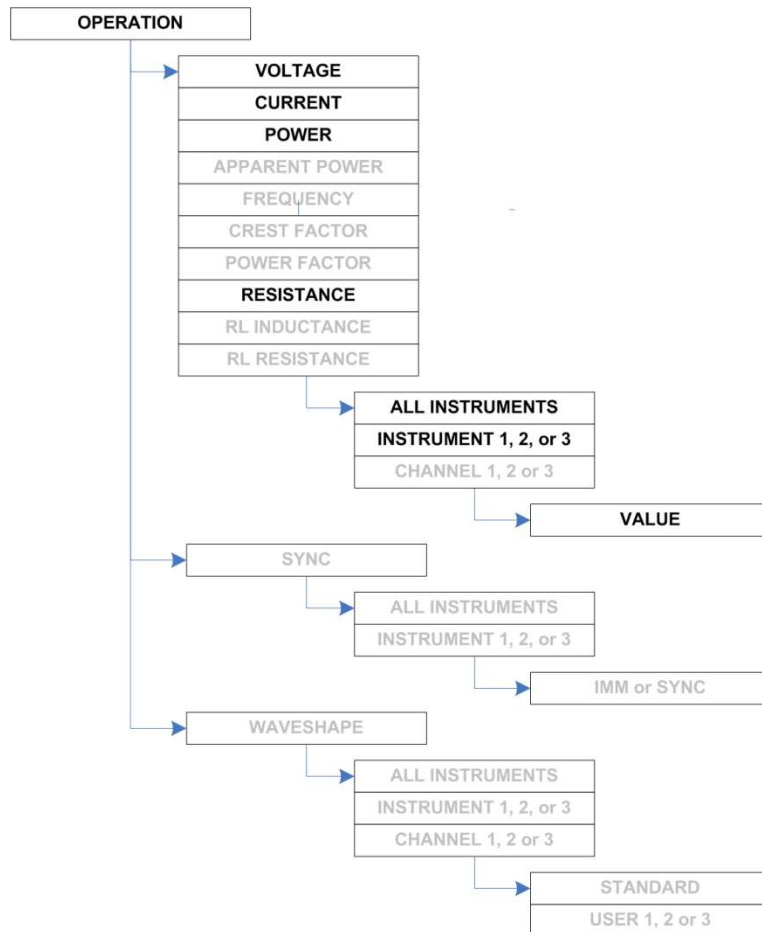 OPERATION
VOLTAGE
CURRENT
POWER
APPARENT POWER
FREQUENCY
CREST FACTOR
POWER FACTOR
RESISTANCE
RL INDUCTANCE
RL RESISTANCE
ALL INSTRUMENTS
INSTRUMENT 1, 2, or 3
CHANNEL 1, 2 or 3
VALUE
SYNC
ALL INSTRUMENTS
INSTRUMENT 1, 2, or 3
IMM or SYNC
WAVESHAPE
ALL INSTRUMENTS
INSTRUMENT 1, 2, or 3
CHANNEL 1, 2 or 3
STANDARD
USER 1, 2 or 3